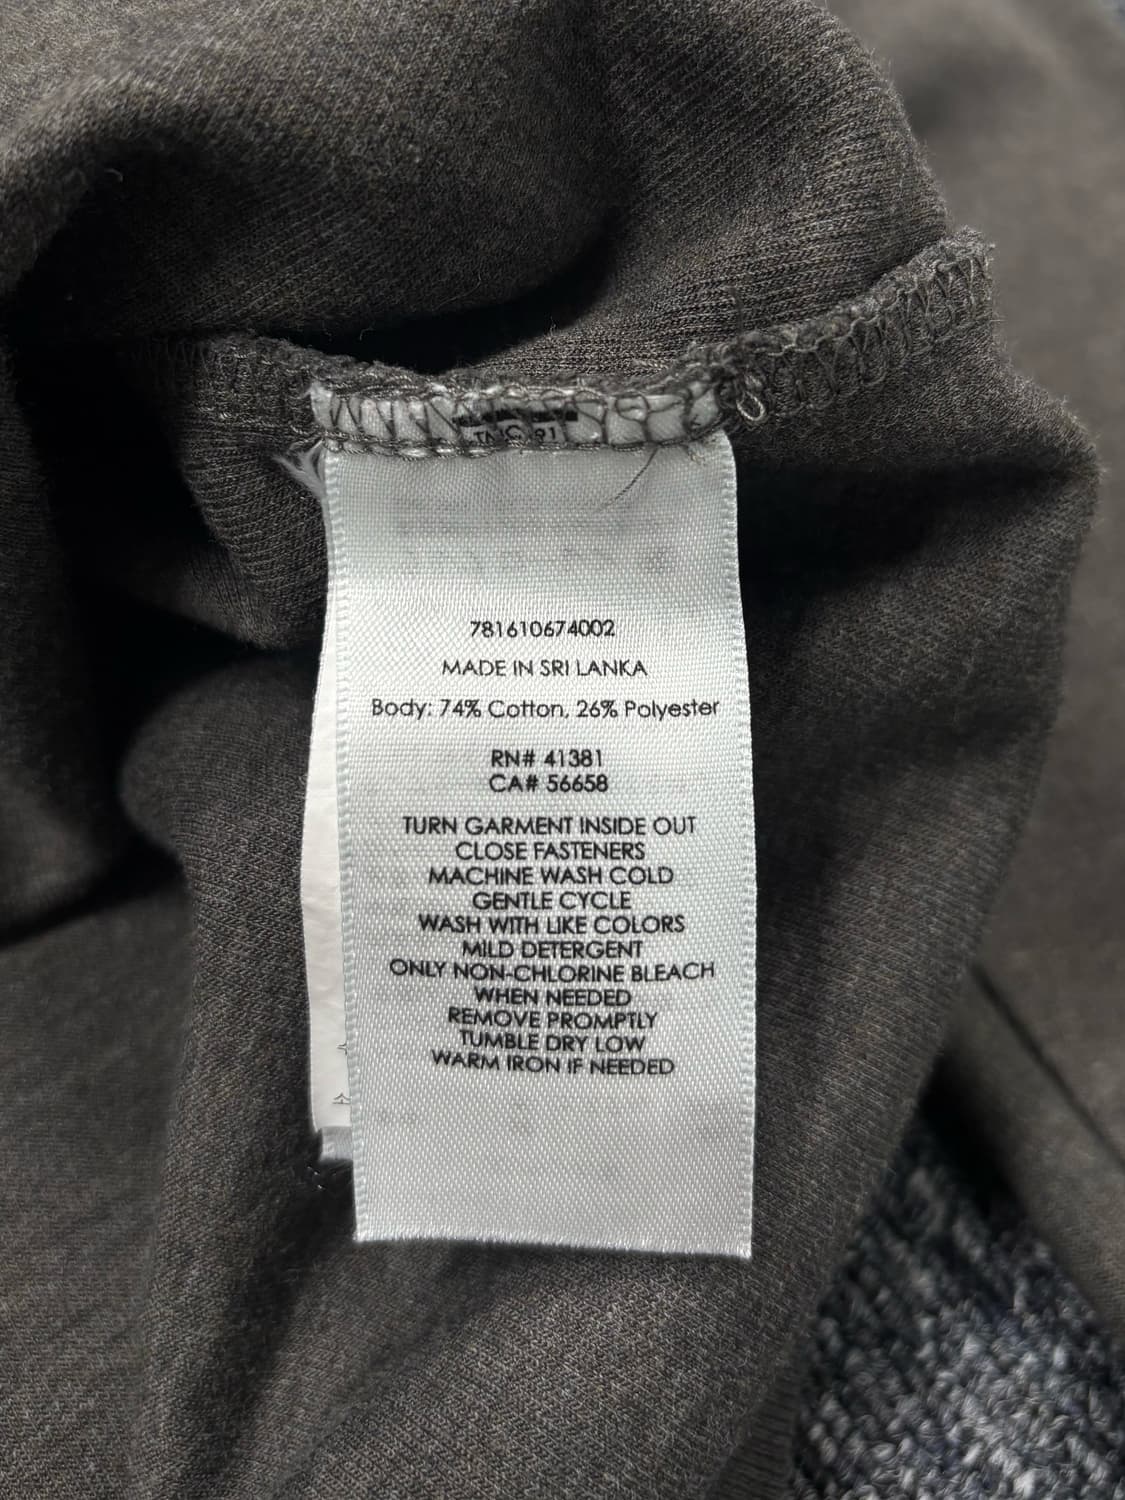 781610674002
MADE IN SRI LANKA
Body: 74% Cotton, 26% Polyester
RN# 41381
CA# 56658
TURN GARMENT INSIDE OUT
CLOSE FASTENERS
MACHINE WASH COLD
GENTLE CYCLE
WASH WITH LIKE COLORS
MILD DETERGENT
ONLY NON-CHLORINE BLEACH
WHEN NEEDED
REMOVE PROMPTLY
TUMBLE DRY LOW
WARM IRON IF NEEDED